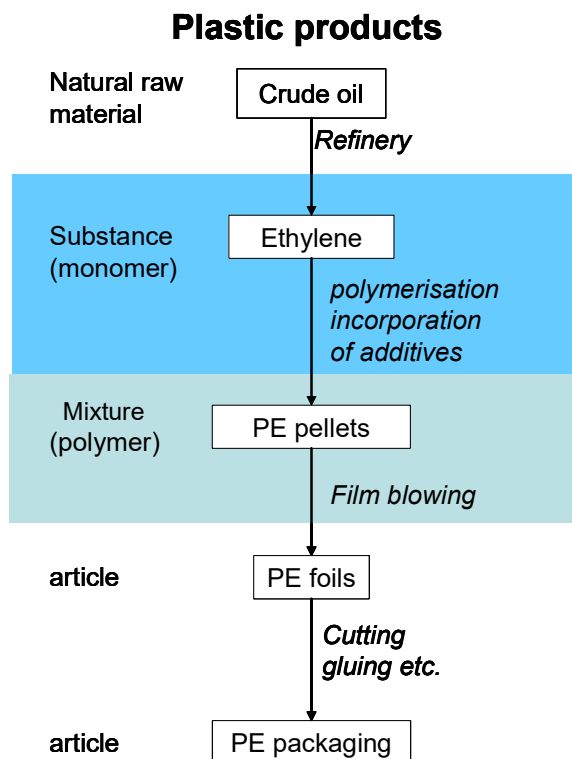 Plastic products
Natural raw
material
Crude oil
Refinery
Substance
(monomer)
Ethylene
polymerisation
incorporation
of additives
Mixture
(polymer)
PE pellets
Film blowing
article
PE foils
Cutting
gluing etc.
article
PE packaging